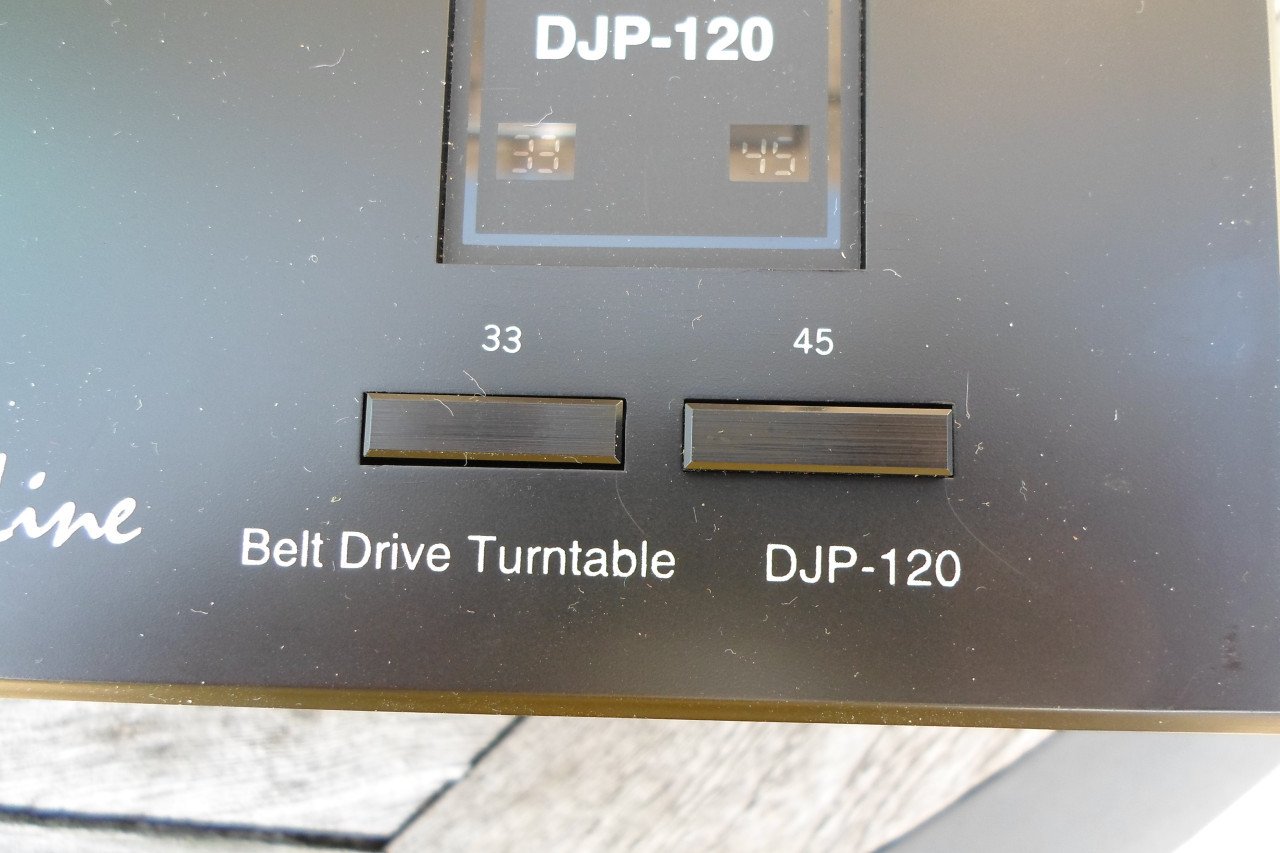 DJP-120
33 45
33 45
Line
Belt Drive Turntable DJP-120